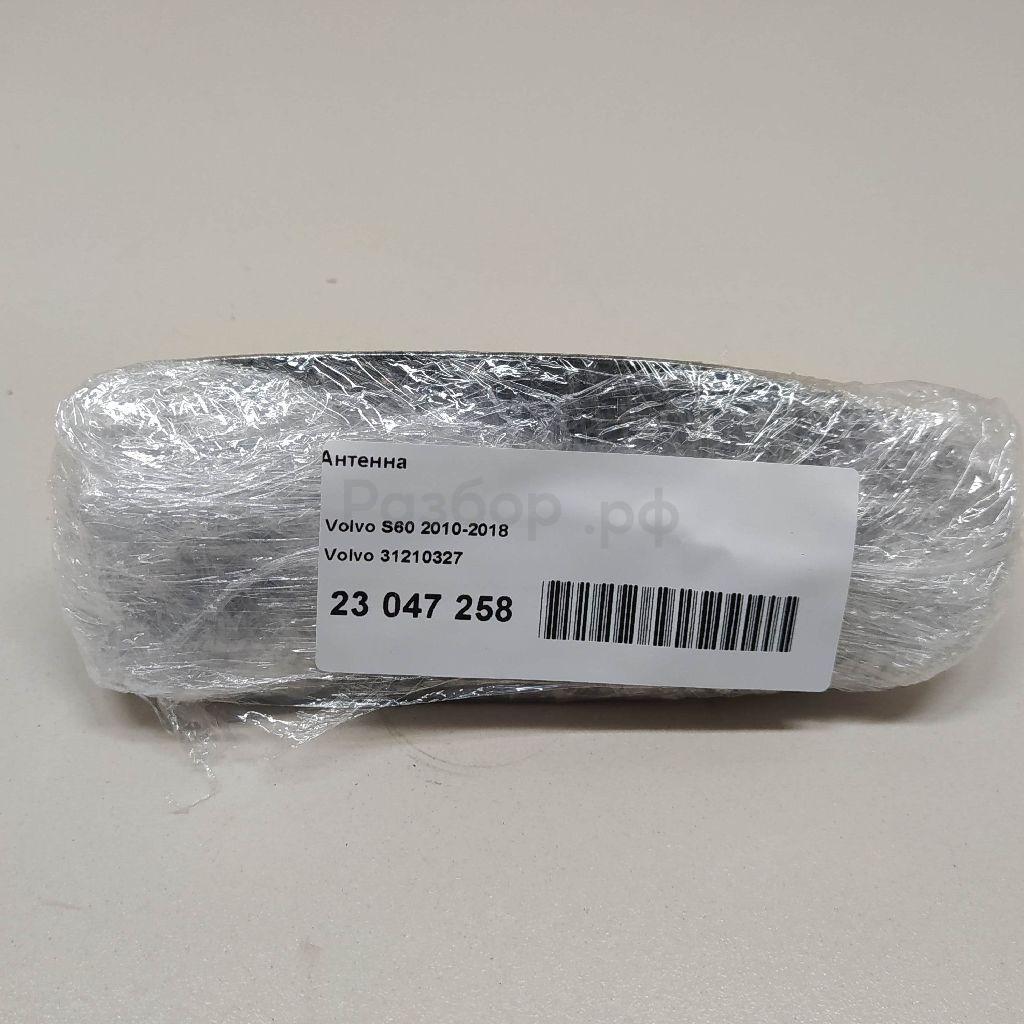 Антенна
Разбор.рф
Volvo S60 2010-2018
Volvo 31210327
23 047 258